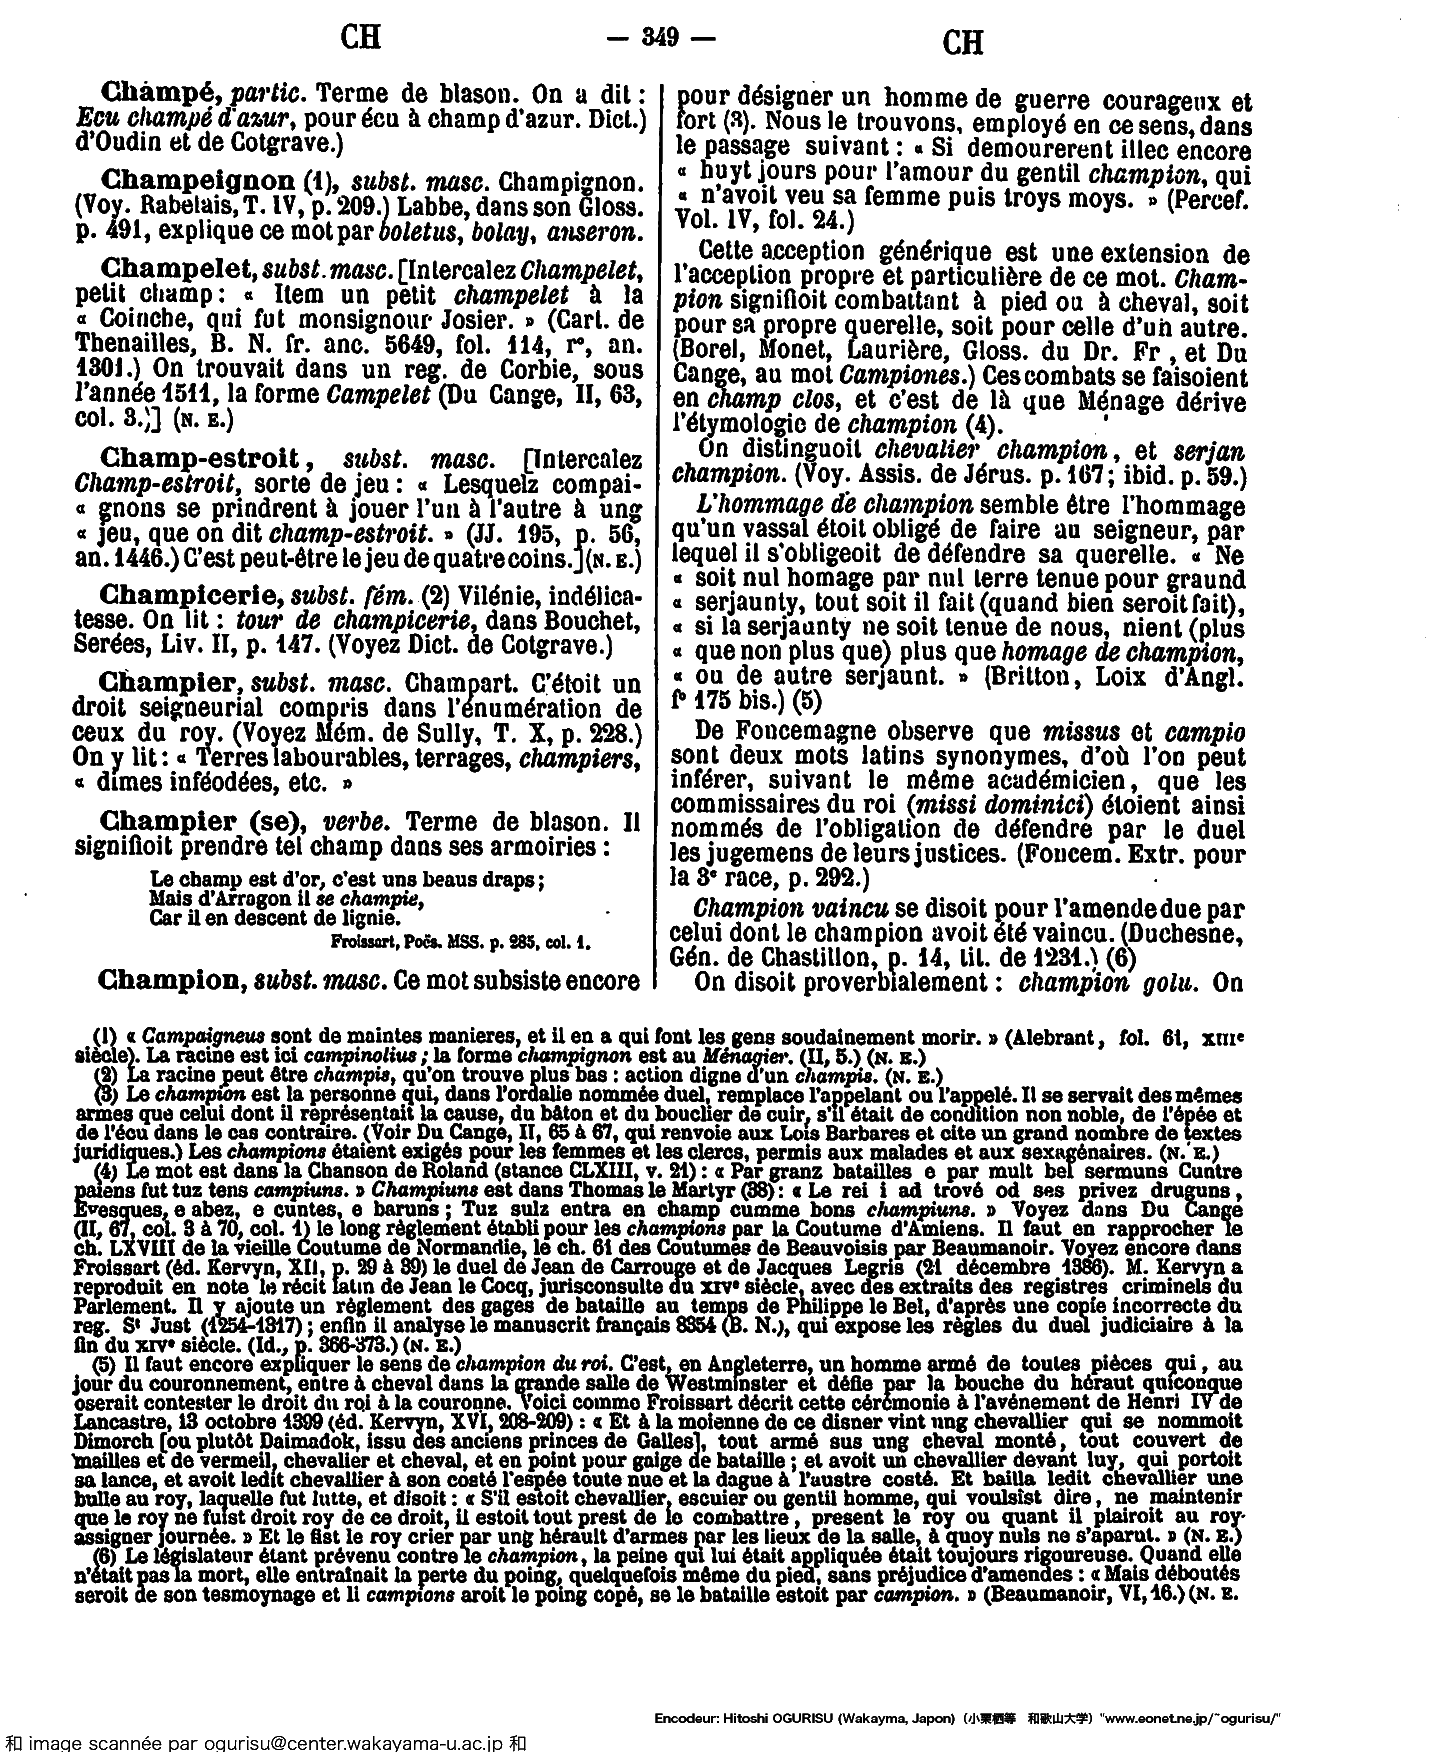 CH — 349 — CH
Champé, partic. Terme de blason. On a dit :
Ecu champé d'azur, pour écu à champ d'azur. Dict.)
d'Oudin et de Cotgrave.)
Champeignon (1), subst. masc. Champignon.
(Voy. Rabelais, T. IV, p. 209.) Labbe, dans son Gloss.
p. 491, explique ce mot par boletus, bolay, anseron.
Champelet, subst. masc. [Intercalez Champelet,
petit champ : « Item un petit champelet à la
« Coinche, qui fut monsignour Josier. » (Cart. de
Thenailles, B. N. fr. anc. 5649, fol. 114, r°, an.
1301.) On trouvait dans un reg. de Corbie, sous
l'année 1511, la forme Campelet (Du Cange, II, 63,
col. 3.)] (N. E.)
Champ-estroit, subst. masc. [Intercalez
Champ-estroit, sorte de jeu : « Lesquelz compai-
« gnons se prindrent à jouer l'un à l'autre à ung
« jeu, que on dit champ-estroit. » (JJ. 195, p. 56,
an. 1446.) C'est peut-être le jeu de quatre coins.] (N. E.)
Champicerie, subst. fém. (2) Vilénie, indélica-
tesse. On lit : tour de champicerie, dans Bouchet,
Serées, Liv. II, p. 147. (Voyez Dict. de Cotgrave.)
Champier, subst. masc. Champart. C'étoit un
droit seigneurial compris dans l'énumération de
ceux du roy. (Voyez Mém. de Sully, T. X, p. 228.)
On y lit : « Terres labourables, terrages, champiers,
« dimes inféodées, etc. »
Champier (se), verbe. Terme de blason. Il
signifioit prendre tel champ dans ses armoiries :
Le champ est d'or, c'est uns beaus draps ;
Mais d'Arragon il se champie,
Car il en descent de lignie.
Froissart, Poës. MSS. p. 285, col. 1.
Champion, subst. masc. Ce mot subsiste encore
pour désigner un homme de guerre courageux et
fort (3). Nous le trouvons, employé en ce sens, dans
le passage suivant : « Si demourerent illec encore
« huyt jours pour l'amour du gentil champion, qui
« n'avoit veu sa femme puis troys moys. » (Percef.
Vol. IV, fol. 24.)
Cette acception générique est une extension de
l'acception propre et particulière de ce mot. Cham-
pion signifioit combattant à pied ou à cheval, soit
pour sa propre querelle, soit pour celle d'un autre.
(Borel, Monet, Laurière, Gloss. du Dr. Fr , et Du
Cange, au mot Campiones.) Ces combats se faisoient
en champ clos, et c'est de là que Ménage dérive
l'étymologie de champion (4).
On distinguoit chevalier champion, et serjan
champion. (Voy. Assis. de Jérus. p. 167 ; ibid. p. 59.)
L'hommage de champion semble être l'hommage
qu'un vassal étoit obligé de faire au seigneur, par
lequel il s'obligeoit de défendre sa querelle. « Ne
« soit nul homage par nul terre tenue pour graund
« serjaunty, tout soit il fait (quand bien seroit fait),
« si la serjaunty ne soit tenue de nous, nient (plus
« que non plus que) plus que homage de champion,
« ou de autre serjaunt. » (Britton, Loix d'Angl.
f° 175 bis.) (5)
De Foncemagne observe que missus et campio
sont deux mots latins synonymes, d'où l'on peut
inférer, suivant le même académicien, que les
commissaires du roi (missi dominici) étoient ainsi
nommés de l'obligation de défendre par le duel
les jugemens de leurs justices. (Foncem. Extr. pour
la 3e race, p. 292.)
Champion vaincu se disoit pour l'amende due par
celui dont le champion avoit été vaincu. (Duchesne,
Gén. de Chastillon, p. 14, tit. de 1231.) (6)
On disoit proverbialement : champion golu. On
(1) « Campaigneus sont de maintes manieres, et il en a qui font les gens soudainement morir. » (Alebrant, fol. 61, XIIIe
siècle). La racine est ici campinolius ; la forme champignon est au Ménagier. (II, 5.) (N. E.)
(2) La racine peut être champis, qu'on trouve plus bas : action digne d'un champis. (N. E.)
(3) Le champion est la personne qui, dans l'ordalie nommée duel, remplace l'appelant ou l'appelé. Il se servait des mêmes
armes que celui dont il représentait la cause, du bâton et du bouclier de cuir, s'il était de condition non noble, de l'épée et
de l'écu dans le cas contraire. (Voir Du Cange, II, 65 à 67, qui renvoie aux Lois Barbares et cite un grand nombre de textes
juridiques.) Les champions étaient exigés pour les femmes et les clercs, permis aux malades et aux sexagénaires. (N. E.)
(4) Le mot est dans la Chanson de Roland (stance CLXIII, v. 21) : « Par granz batailles e par mult bel sermuns Cuntre
paiens fut tuz tens campiuns. » Champiuns est dans Thomas le Martyr (38) : « Le rei i ad trové od ses privez druguns,
Evesques, e abez, e cuntes, e baruns ; Tuz sulz entra en champ cumme bons champiuns. » Voyez dans Du Cange
(II, 67, col. 3 à 70, col. 1) le long règlement établi pour les champions par la Coutume d'Amiens. Il faut en rapprocher le
ch. LXVIII de la vieille Coutume de Normandie, le ch. 61 des Coutumes de Beauvoisis par Beaumanoir. Voyez encore dans
Froissart (éd. Kervyn, XII, p. 29 à 39) le duel de Jean de Carrouge et de Jacques Legris (21 décembre 1386). M. Kervyn a
reproduit en note le récit latin de Jean le Cocq, jurisconsulte du XIVe siècle, avec des extraits des registres criminels du
Parlement. Il y ajoute un réglement des gages de bataille au temps de Philippe le Bel, d'après une copie incorrecte du
reg. St Just (1254-1317) ; enfin il analyse le manuscrit français 8354 (B. N.), qui expose les règles du duel judiciaire à la
fin du XIVe siècle. (Id., p. 366-373.) (N. E.)
(5) Il faut encore expliquer le sens de champion du roi. C'est, en Angleterre, un homme armé de toutes pièces qui, au
jour du couronnement, entre à cheval dans la grande salle de Westminster et défie par la bouche du héraut quiconque
oserait contester le droit du roi à la couronne. Voici comme Froissart décrit cette cérémonie à l'avénement de Henri IV de
Lancastre, 13 octobre 1399 (éd. Kervyn, XVI, 208-209) : « Et à la moienne de ce disner vint ung chevallier qui se nommoit
Dimorch [ou plutôt Daimadok, issu des anciens princes de Galles], tout armé sus ung cheval monté, tout couvert de
mailles et de vermeil, chevalier et cheval, et en point pour gaige de bataille ; et avoit un chevallier devant luy, qui portoit
sa lance, et avoit ledit chevallier à son costé l'espée toute nue et la dague à l'austre costé. Et bailla ledit chevallier une
bulle au roy, laquelle fut lutte, et disoit : « S'il estoit chevallier, escuier ou gentil homme, qui voulsist dire, ne maintenir
que le roy ne fuist droit roy de ce droit, il estoit tout prest de le combattre, present le roy ou quant il plairoit au roy
assigner journée. » Et le fist le roy crier par ung hérault d'armes par les lieux de la salle, à quoy nuls ne s'aparut. » (N. E.)
(6) Le législateur étant prévenu contre le champion, la peine qui lui était appliquée était toujours rigoureuse. Quand elle
n'était pas la mort, elle entraînait la perte du poing, quelquefois même du pied, sans préjudice d'amendes : « Mais déboutés
seroit de son tesmoynage et li campions aroit le poing copé, se le bataille estoit par campion. » (Beaumanoir, VI, 16.) (N. E.
Encodeur: Hitoshi OGURISU (Wakayma, Japon) (小栗栖等 和歌山大学) "www.eonet.ne.jp/~ogurisu/"
和 image scannée par ogurisu@center.wakayama-u.ac.jp 和